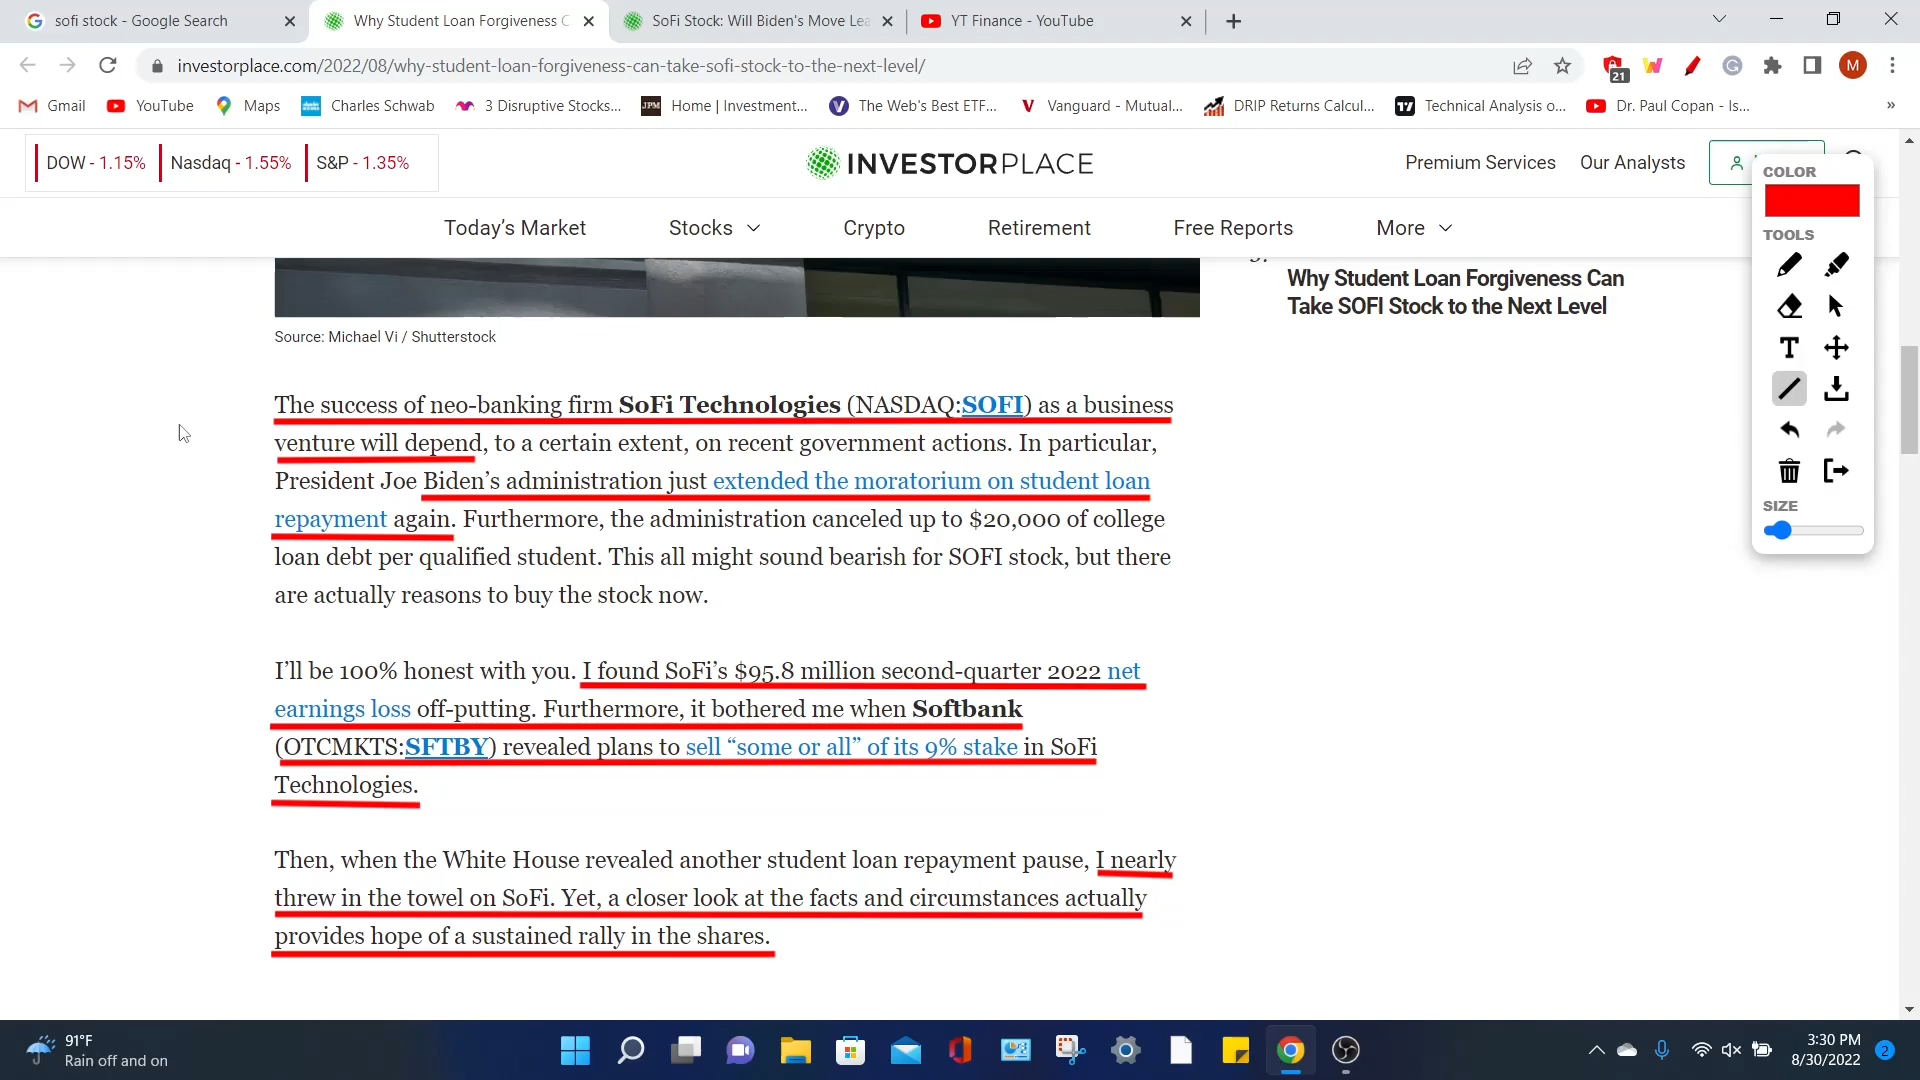 sofi stock - Google Search
Why Student Loan Forgiveness C
SoFi Stock: Will Biden's Move Lea
YT Finance - YouTube
investorplace.com/2022/08/why-student-loan-forgiveness-can-take-sofi-stock-to-the-next-level/
21
M
Gmail
YouTube
Maps
Charles Schwab
3 Disruptive Stocks...
JPM
Home | Investment...
The Web's Best ETF...
Vanguard - Mutual...
DRIP Returns Calcul...
Technical Analysis o...
Dr. Paul Copan - Is...
»
DOW - 1.15%
Nasdaq - 1.55%
S&P - 1.35%
INVESTORPLACE
Premium Services
Our Analysts
Today's Market
Stocks
Crypto
Retirement
Free Reports
More
COLOR
TOOLS
SIZE
Why Student Loan Forgiveness Can
Take SOFI Stock to the Next Level
Source: Michael Vi / Shutterstock
The success of neo-banking firm SoFi Technologies (NASDAQ:SOFI) as a business
venture will depend, to a certain extent, on recent government actions. In particular,
President Joe Biden’s administration just extended the moratorium on student loan
repayment again. Furthermore, the administration canceled up to $20,000 of college
loan debt per qualified student. This all might sound bearish for SOFI stock, but there
are actually reasons to buy the stock now.
I’ll be 100% honest with you. I found SoFi’s $95.8 million second-quarter 2022 net
earnings loss off-putting. Furthermore, it bothered me when Softbank
(OTCMKTS:SFTBY) revealed plans to sell “some or all” of its 9% stake in SoFi
Technologies.
Then, when the White House revealed another student loan repayment pause, I nearly
threw in the towel on SoFi. Yet, a closer look at the facts and circumstances actually
provides hope of a sustained rally in the shares.
91°F
Rain off and on
3:30 PM
8/30/2022
2